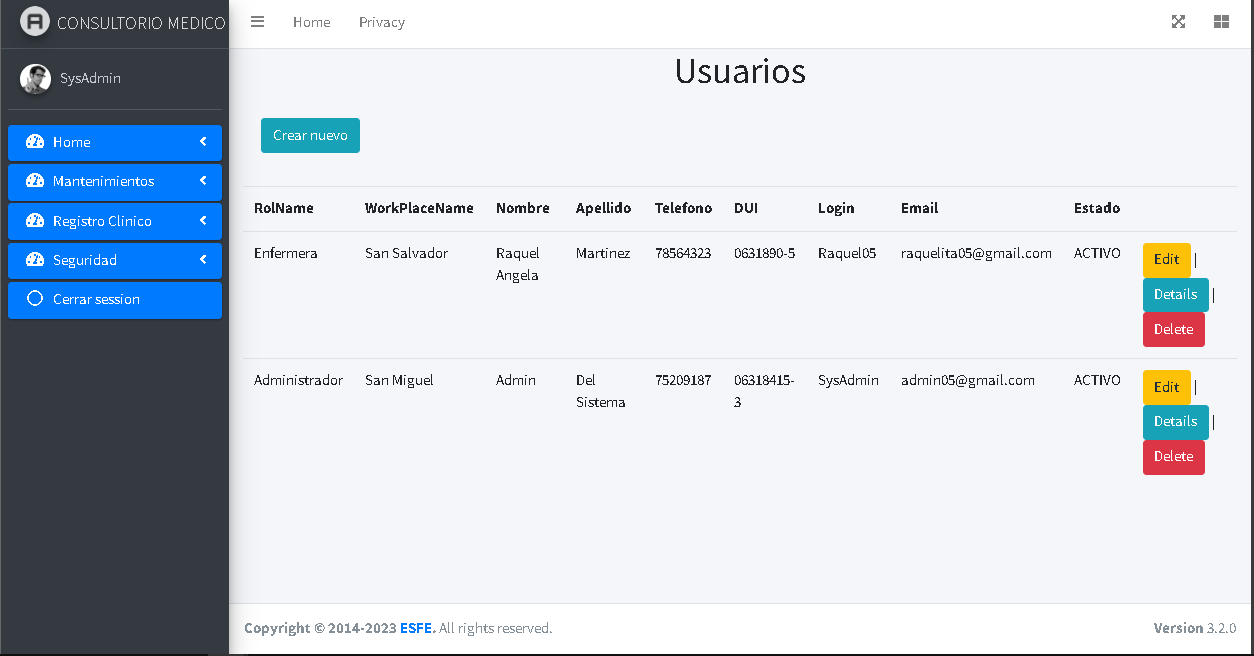 CONSULTORIO MEDICO
Home Privacy
SysAdmin
Home
Mantenimientos
Registro Clinico
Seguridad
Cerrar session
Usuarios
Crear nuevo
RolName WorkPlaceName Nombre Apellido Telefono DUI Login Email Estado
Enfermera San Salvador Raquel Martinez 78564323 0631890-5 Raquel05 raquelita05@gmail.com ACTIVO Edit |
Angela
Details |
Delete
Administrador San Miguel Admin Del 75209187 06318415- SysAdmin admin05@gmail.com ACTIVO Edit |
Sistema 3
Details |
Delete
Copyright © 2014-2023 ESFE. All rights reserved. Version 3.2.0